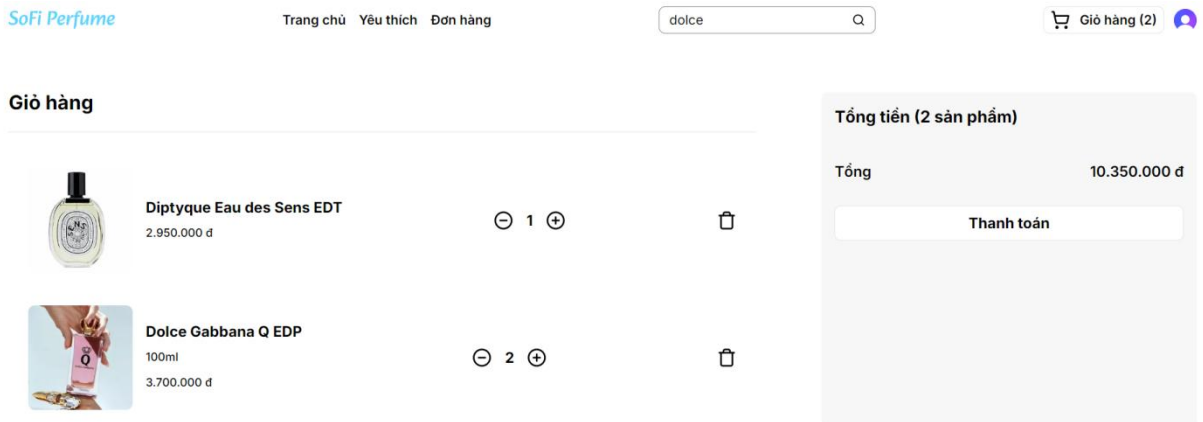 SoFi Perfume
Trang chủ Yêu thích Đơn hàng
dolce
Giỏ hàng (2)
Giỏ hàng
Diptyque Eau des Sens EDT
2.950.000 đ
1
Dolce Gabbana Q EDP
100ml
3.700.000 đ
2
Tổng tiền (2 sản phẩm)
Tổng 10.350.000 đ
Thanh toán
SENS
Q